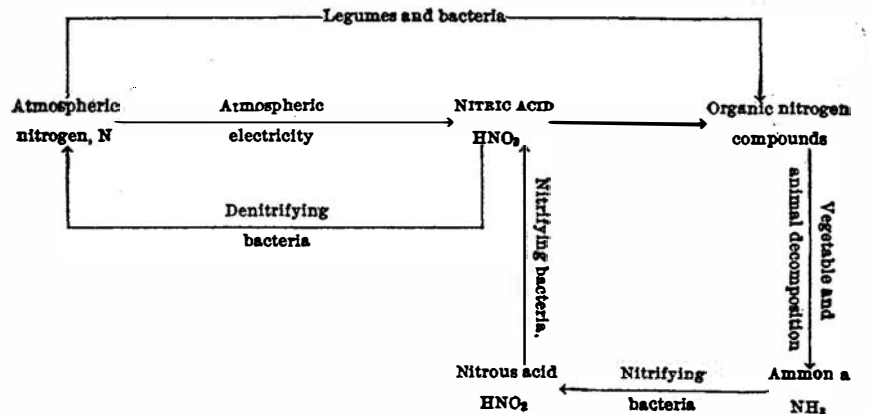 Legumes and bacteria
Atmospheric
nitrogen, N
Atmospheric
electricity
NITRIC ACID
HNO₃
Organic nitrogen
compounds
Denitrifying
bacteria
Nitrifying bacteria.
Vegetable and
animal decomposition
Nitrous acid
HNO₂
Nitrifying
bacteria
Ammon a
NH₃